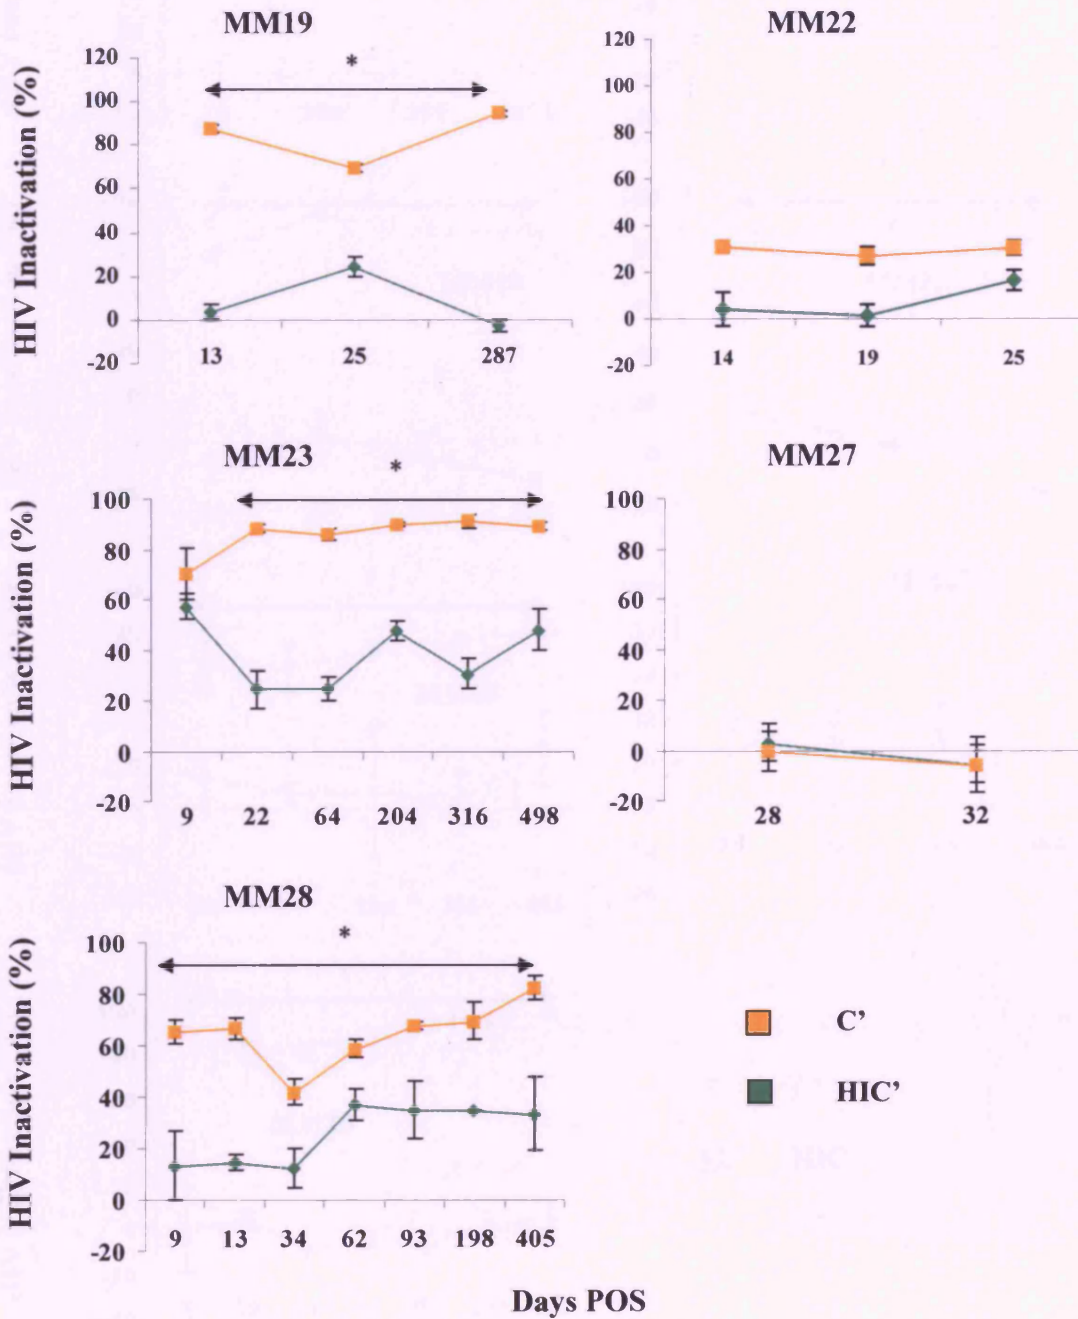 MM19
HIV Inactivation (%)
120
100
80
60
40
20
0
-20
*
13 25 287
MM22
120
100
80
60
40
20
0
-20
14 19 25
MM23
HIV Inactivation (%)
100
80
60
40
20
0
-20
*
9 22 64 204 316 498
MM27
100
80
60
40
20
0
-20
28 32
MM28
HIV Inactivation (%)
100
80
60
40
20
0
-20
*
9 13 34 62 93 198 405
C’
HIC’
Days POS